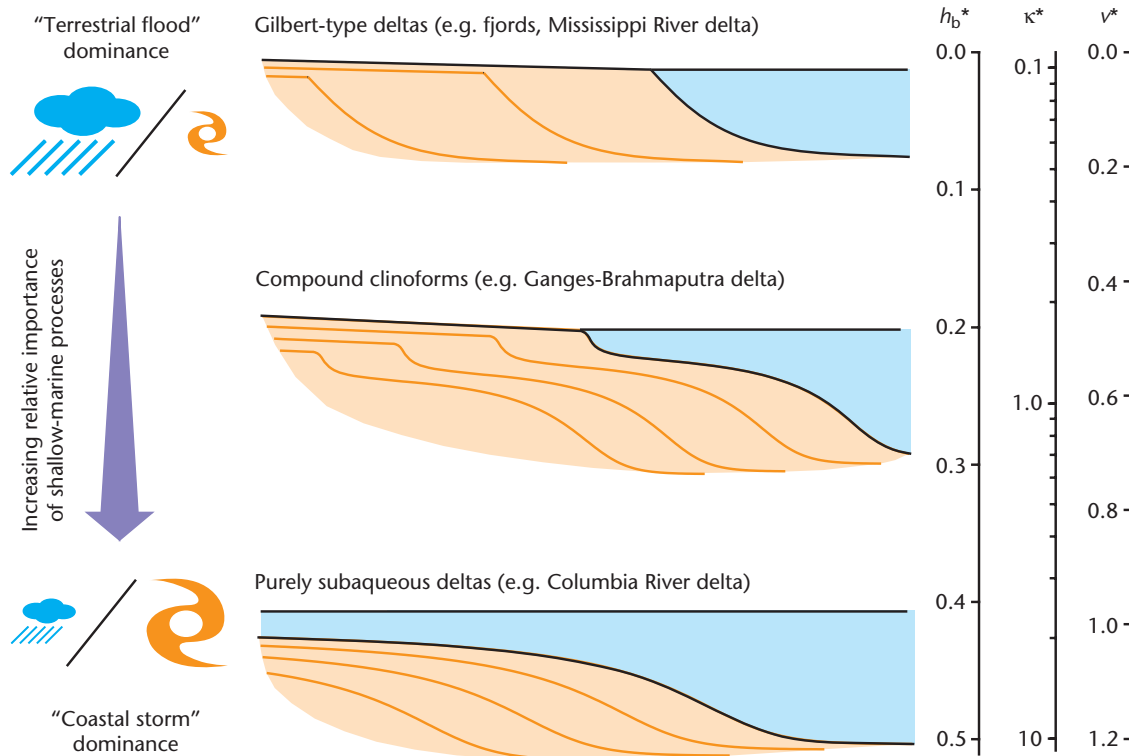 “Terrestrial flood”
dominance
Gilbert-type deltas (e.g. fjords, Mississippi River delta)
Compound clinoforms (e.g. Ganges-Brahmaputra delta)
Increasing relative importance
of shallow-marine processes
Purely subaqueous deltas (e.g. Columbia River delta)
“Coastal storm”
dominance
hb*
0.0
0.1
0.2
0.3
0.4
0.5
κ*
0.1
1.0
10
v*
0.0
0.2
0.4
0.6
0.8
1.0
1.2